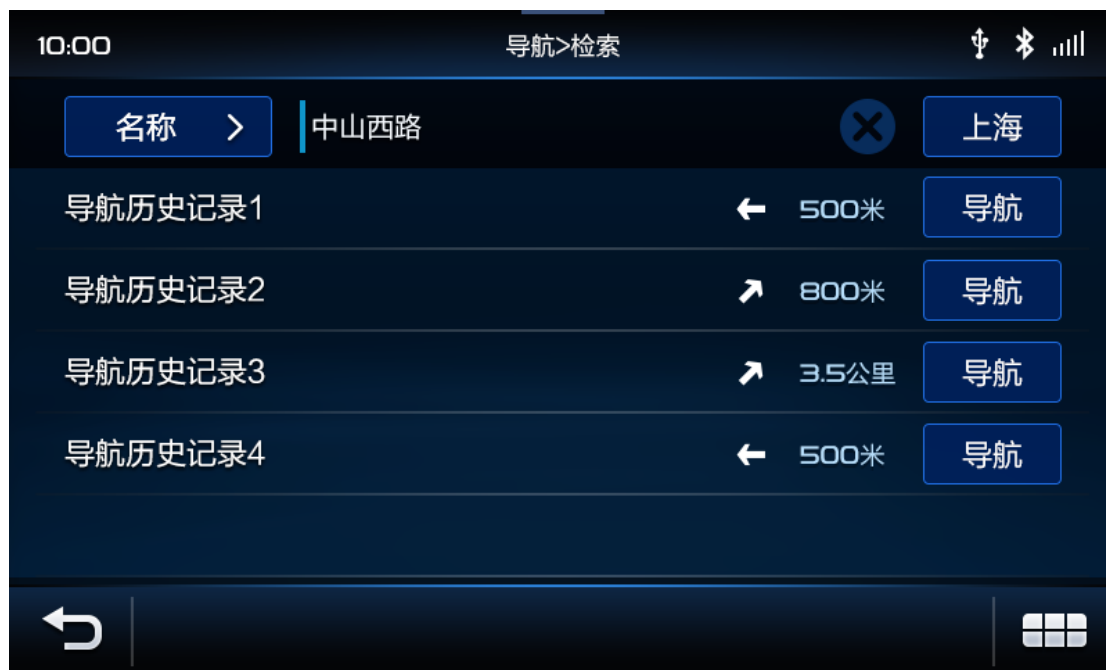 10:00 导航>检索
名称 > 中山西路 上海
导航历史记录1 500米 导航
导航历史记录2 800米 导航
导航历史记录3 3.5公里 导航
导航历史记录4 500米 导航